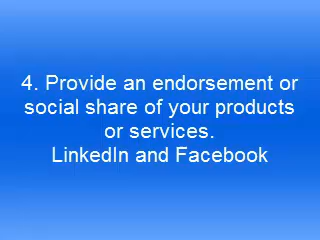 4. Provide an endorsement or
social share of your products
or services.
LinkedIn and Facebook